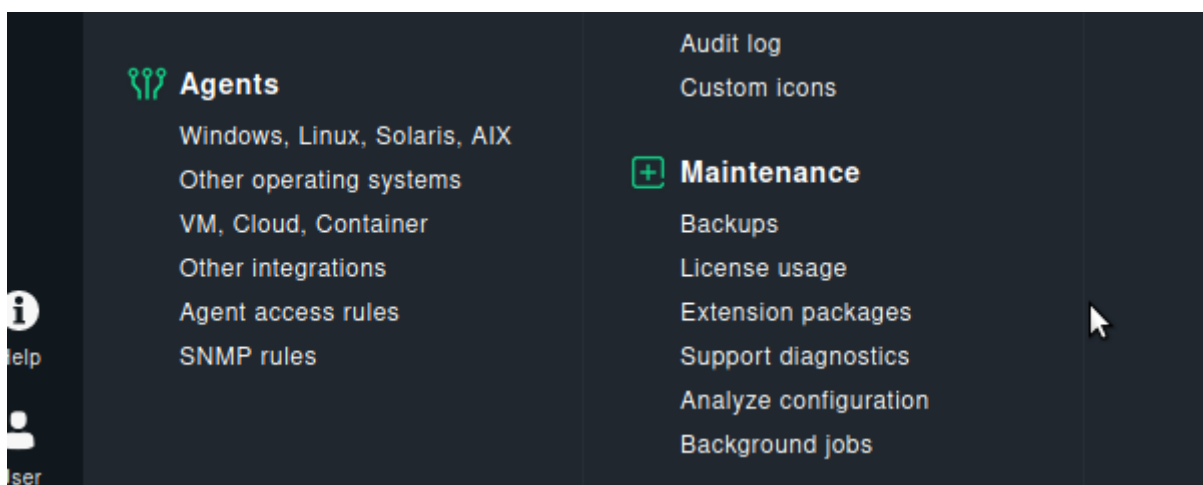 Agents
Windows, Linux, Solaris, AIX
Other operating systems
VM, Cloud, Container
Other integrations
Agent access rules
SNMP rules
Audit log
Custom icons
Maintenance
Backups
License usage
Extension packages
Support diagnostics
Analyze configuration
Background jobs